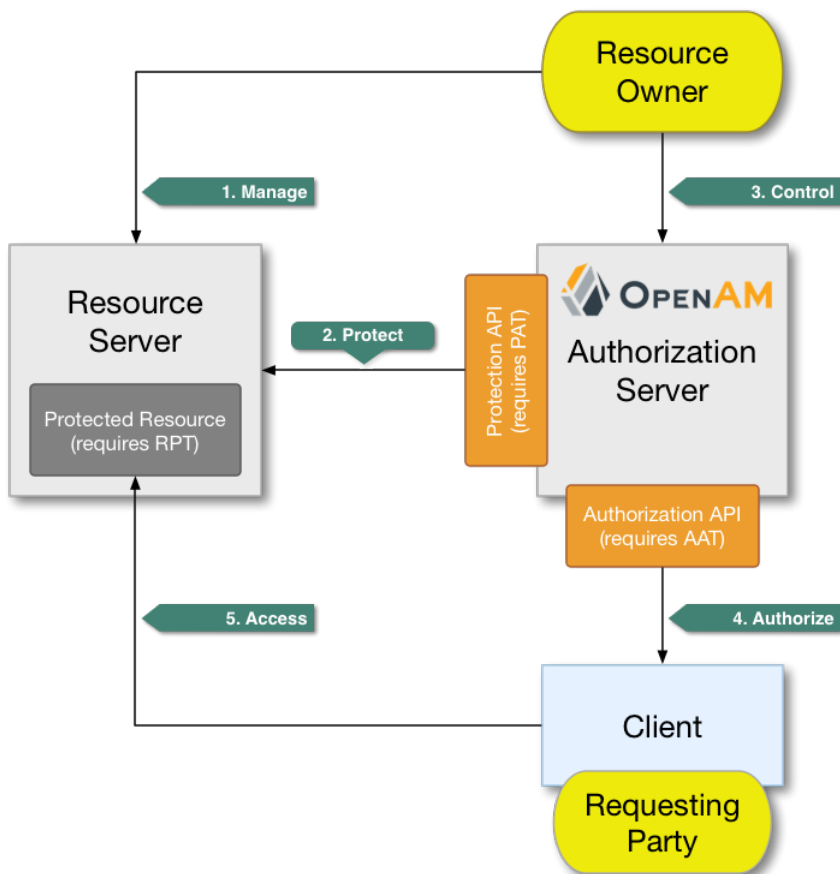 Resource
Owner
1. Manage
3. Control
Resource
Server
2. Protect
Protected Resource
(requires RPT)
Protection API
(requires PAT)
OPENAM
Authorization
Server
Authorization API
(requires AAT)
5. Access
4. Authorize
Client
Requesting
Party